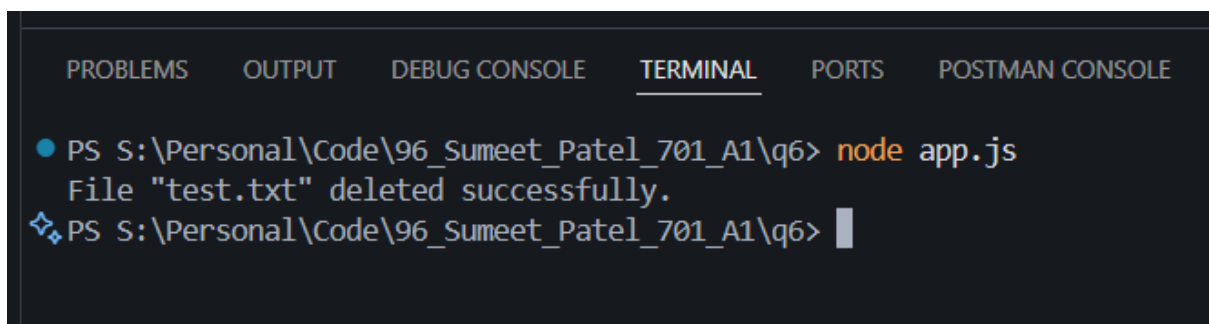 PROBLEMS OUTPUT DEBUG CONSOLE TERMINAL PORTS POSTMAN CONSOLE
PS S:\Personal\Code\96_Sumeet_Patel_701_A1\q6> node app.js
File "test.txt" deleted successfully.
PS S:\Personal\Code\96_Sumeet_Patel_701_A1\q6>